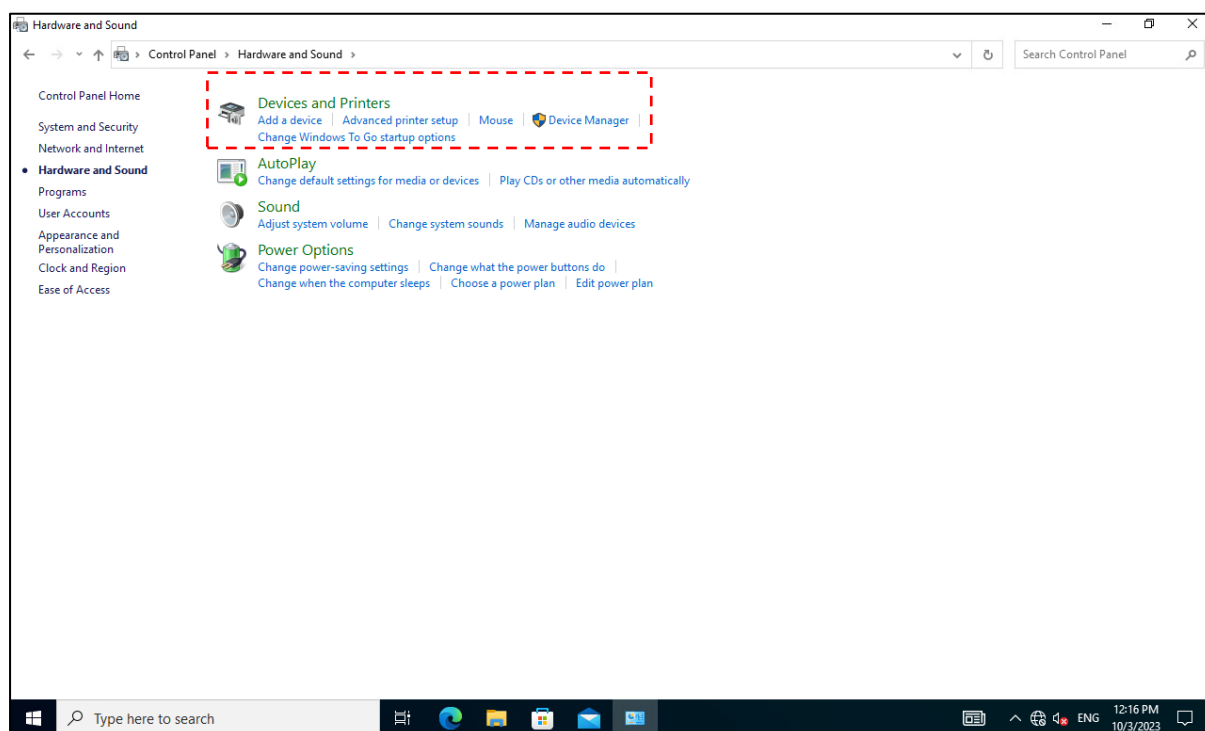 Hardware and Sound
Control Panel > Hardware and Sound >
Search Control Panel
Control Panel Home
System and Security
Network and Internet
Hardware and Sound
Programs
User Accounts
Appearance and
Personalization
Clock and Region
Ease of Access
Devices and Printers
Add a device | Advanced printer setup | Mouse | Device Manager |
Change Windows To Go startup options
AutoPlay
Change default settings for media or devices | Play CDs or other media automatically
Sound
Adjust system volume | Change system sounds | Manage audio devices
Power Options
Change power-saving settings | Change what the power buttons do |
Change when the computer sleeps | Choose a power plan | Edit power plan
Type here to search
ENG
12:16 PM
10/3/2023